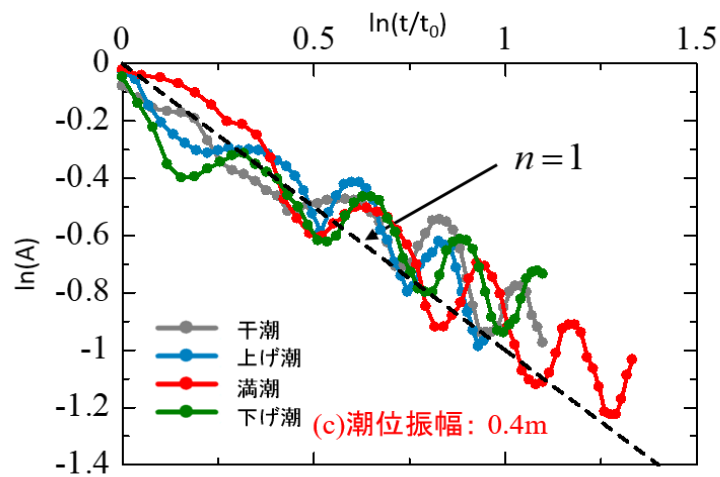 ln(t/t₀)
0 0.5 1 1.5
0
-0.2
-0.4
-0.6
-0.8
-1
-1.2
-1.4
ln(A)
n=1
干潮
上げ潮
満潮
下げ潮
(c)潮位振幅: 0.4m